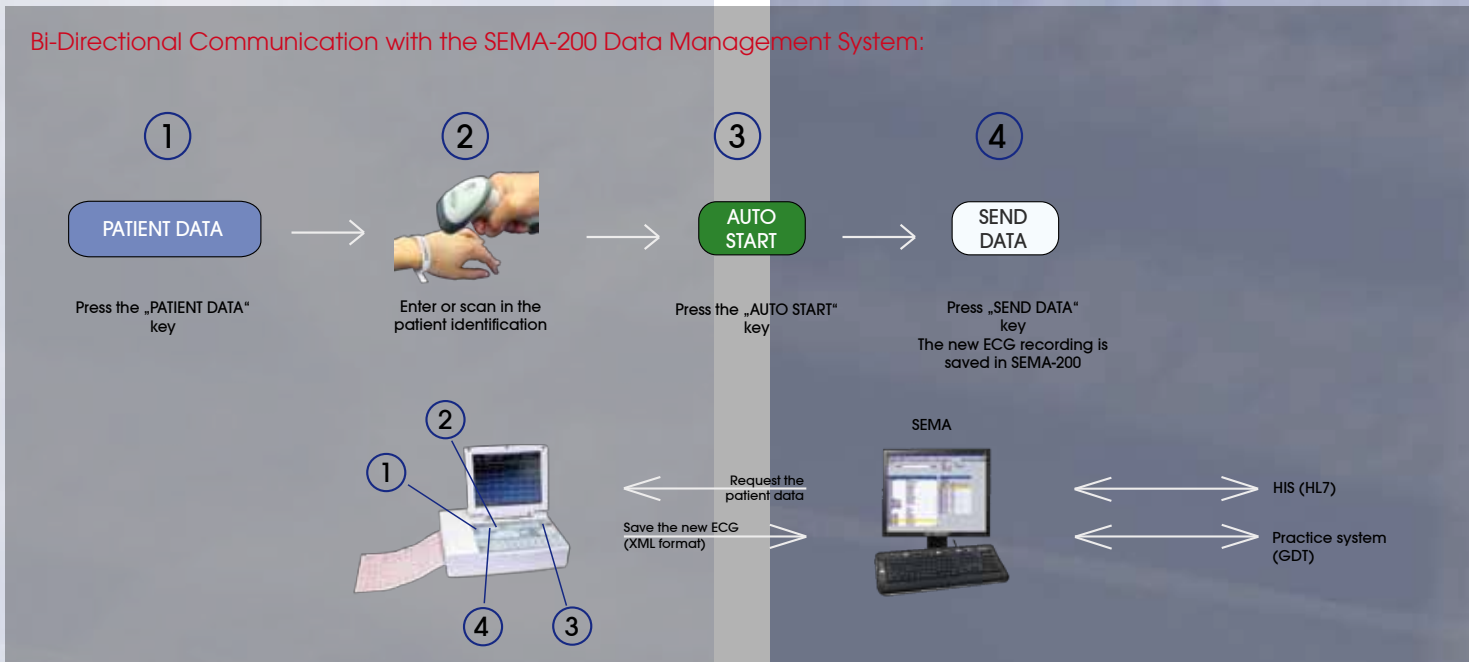 Bi-Directional Communication with the SEMA-200 Data Management System:
1
2
3
4
PATIENT DATA
AUTO
START
SEND
DATA
Press the „PATIENT DATA“
key
Enter or scan in the
patient identification
Press the „AUTO START“
key
Press „SEND DATA“
key
The new ECG recording is
saved in SEMA-200
2
1
4
3
Request the
patient data
Save the new ECG
(XML format)
SEMA
HIS (HL7)
Practice system
(GDT)